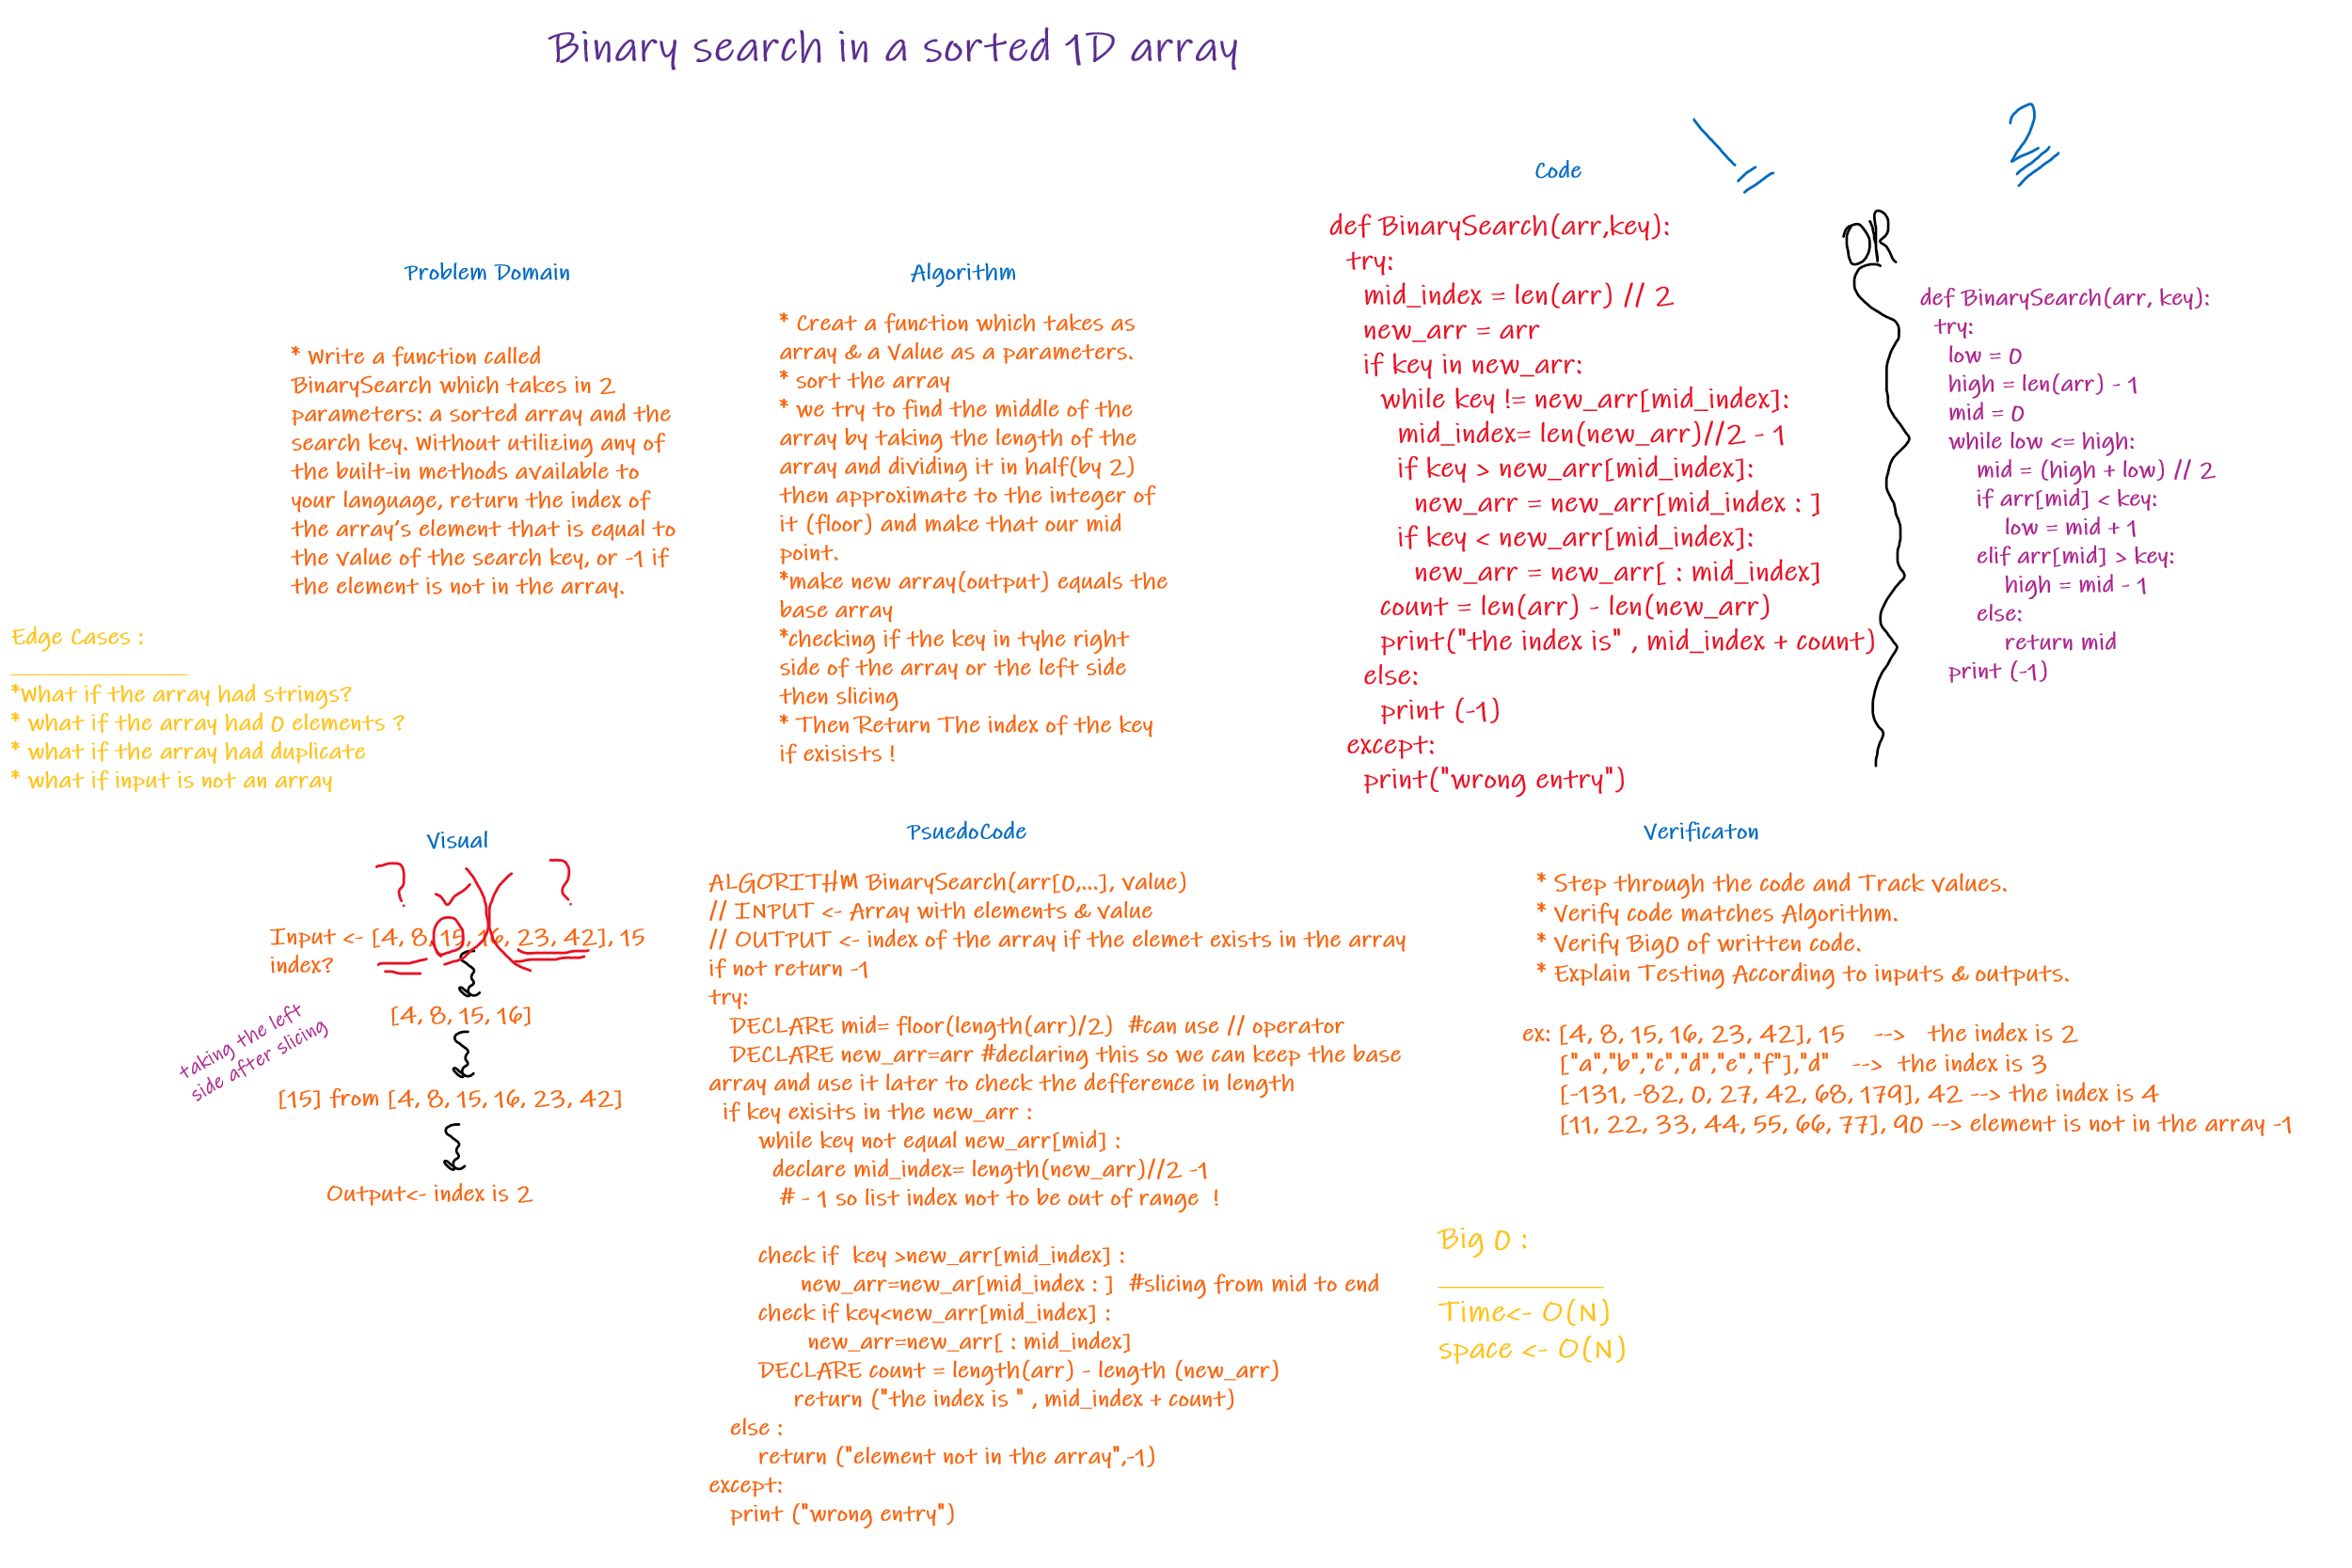 Binary search in a sorted 1D array
Problem Domain
* Write a function called
BinarySearch which takes in 2
parameters: a sorted array and the
search key. Without utilizing any of
the built-in methods available to
your language, return the index of
the array's element that is equal to
the value of the search key, or -1 if
the element is not in the array.
Edge Cases :
*What if the array had strings?
* what if the array had 0 elements ?
* what if the array had duplicate
* what if input is not an array
Algorithm
* Creat a function which takes as
array & a Value as a parameters.
* sort the array
* we try to find the middle of the
array by taking the length of the
array and dividing it in half(by 2)
then approximate to the integer of
it (floor) and make that our mid
point.
*make new array(output) equals the
base array
*checking if the key in tyhe right
side of the array or the left side
then slicing
* Then Return The index of the key
if exisists !
Code
1
def BinarySearch(arr,key):
try:
mid_index = len(arr) // 2
new_arr = arr
if key in new_arr:
while key != new_arr[mid_index]:
mid_index= len(new_arr)//2 - 1
if key > new_arr[mid_index]:
new_arr = new_arr[mid_index : ]
if key < new_arr[mid_index]:
new_arr = new_arr[ : mid_index]
count = len(arr) - len(new_arr)
print("the index is" , mid_index + count)
else:
print (-1)
except:
print("wrong entry")
OR
2
def BinarySearch(arr, key):
try:
low = 0
high = len(arr) - 1
mid = 0
while low <= high:
mid = (high + low) // 2
if arr[mid] < key:
low = mid + 1
elif arr[mid] > key:
high = mid - 1
else:
return mid
print (-1)
Visual
? ?
Input <- [4, 8, 15, 16, 23, 42], 15
index?
[4, 8, 15, 16]
taking the left
side after slicing
[15] from [4, 8, 15, 16, 23, 42]
Output<- index is 2
PsuedoCode
ALGORITHM BinarySearch(arr[0,...], value)
// INPUT <- Array with elements & value
// OUTPUT <- index of the array if the elemet exists in the array
if not return -1
try:
DECLARE mid= floor(length(arr)/2) #can use // operator
DECLARE new_arr=arr #declaring this so we can keep the base
array and use it later to check the defference in length
if key exisits in the new_arr :
while key not equal new_arr[mid] :
declare mid_index= length(new_arr)//2 -1
# - 1 so list index not to be out of range !
check if key >new_arr[mid_index] :
new_arr=new_ar[mid_index : ] #slicing from mid to end
check if key<new_arr[mid_index] :
new_arr=new_arr[ : mid_index]
DECLARE count = length(arr) - length (new_arr)
return ("the index is " , mid_index + count)
else :
return ("element not in the array",-1)
except:
print ("wrong entry")
Verificaton
* Step through the code and Track values.
* Verify code matches Algorithm.
* Verify BigO of written code.
* Explain Testing According to inputs & outputs.
ex: [4, 8, 15, 16, 23, 42], 15 --> the index is 2
["a","b","c","d","e","f"],"d" --> the index is 3
[-131, -82, 0, 27, 42, 68, 179], 42 --> the index is 4
[11, 22, 33, 44, 55, 66, 77], 90 --> element is not in the array -1
Big O :
Time<- O(N)
space <- O(N)